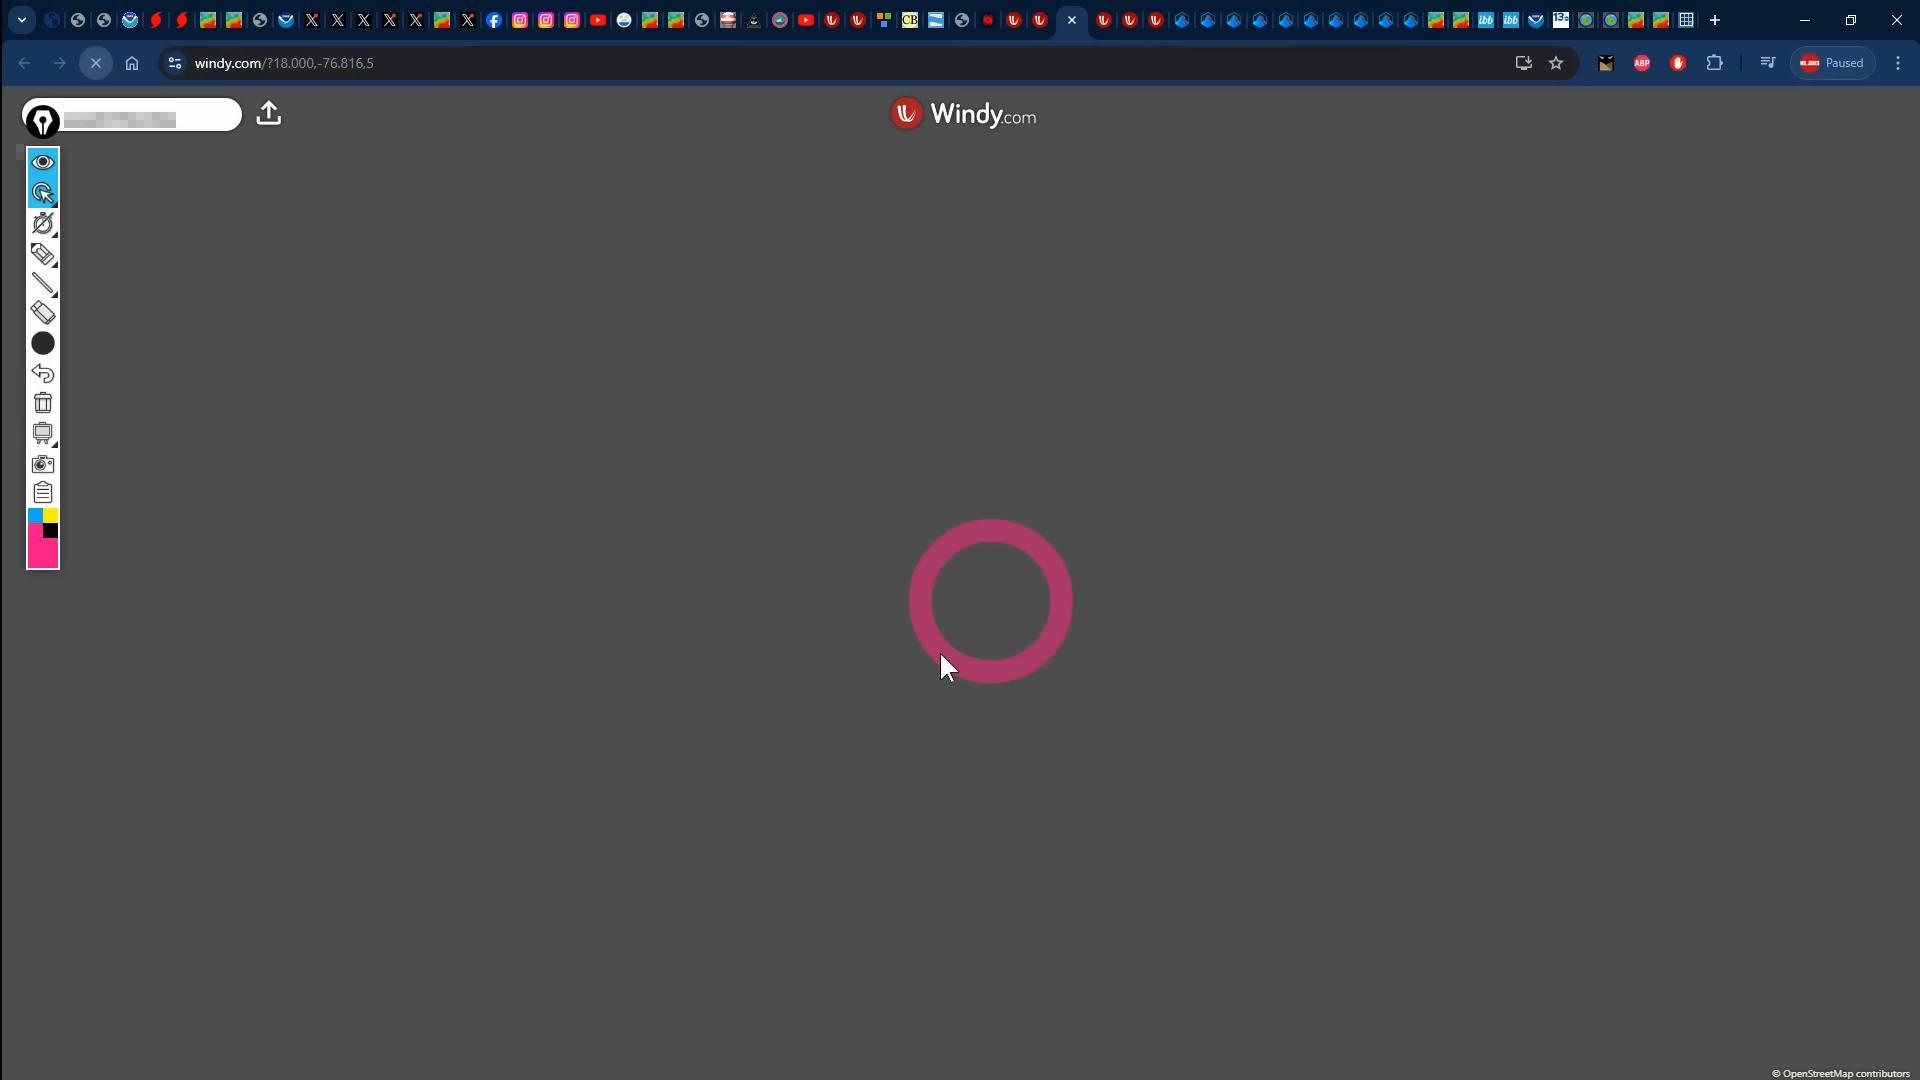 windy.com/?18.000,-76.816,5
ABP
Paused
Windy.com
© OpenStreetMap contributors